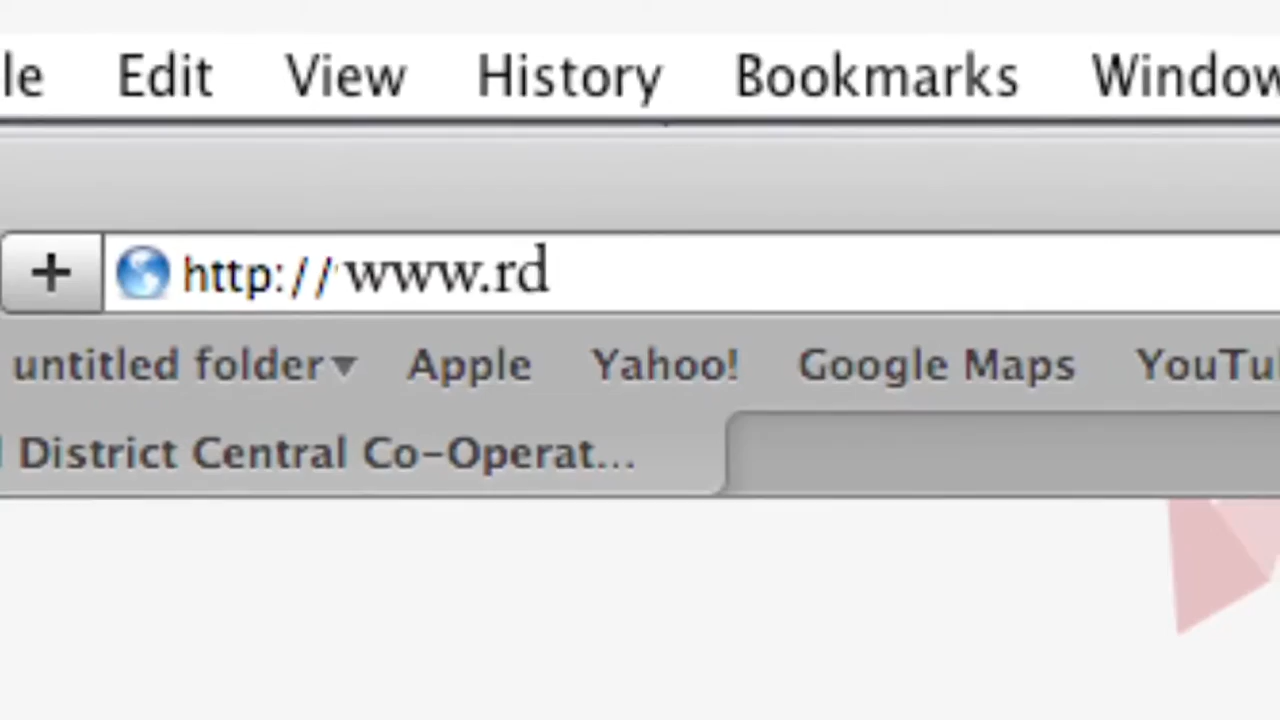 le Edit View History Bookmarks Window
+ http://www.rd
untitled folder Apple Yahoo! Google Maps YouTu
District Central Co-Operat...